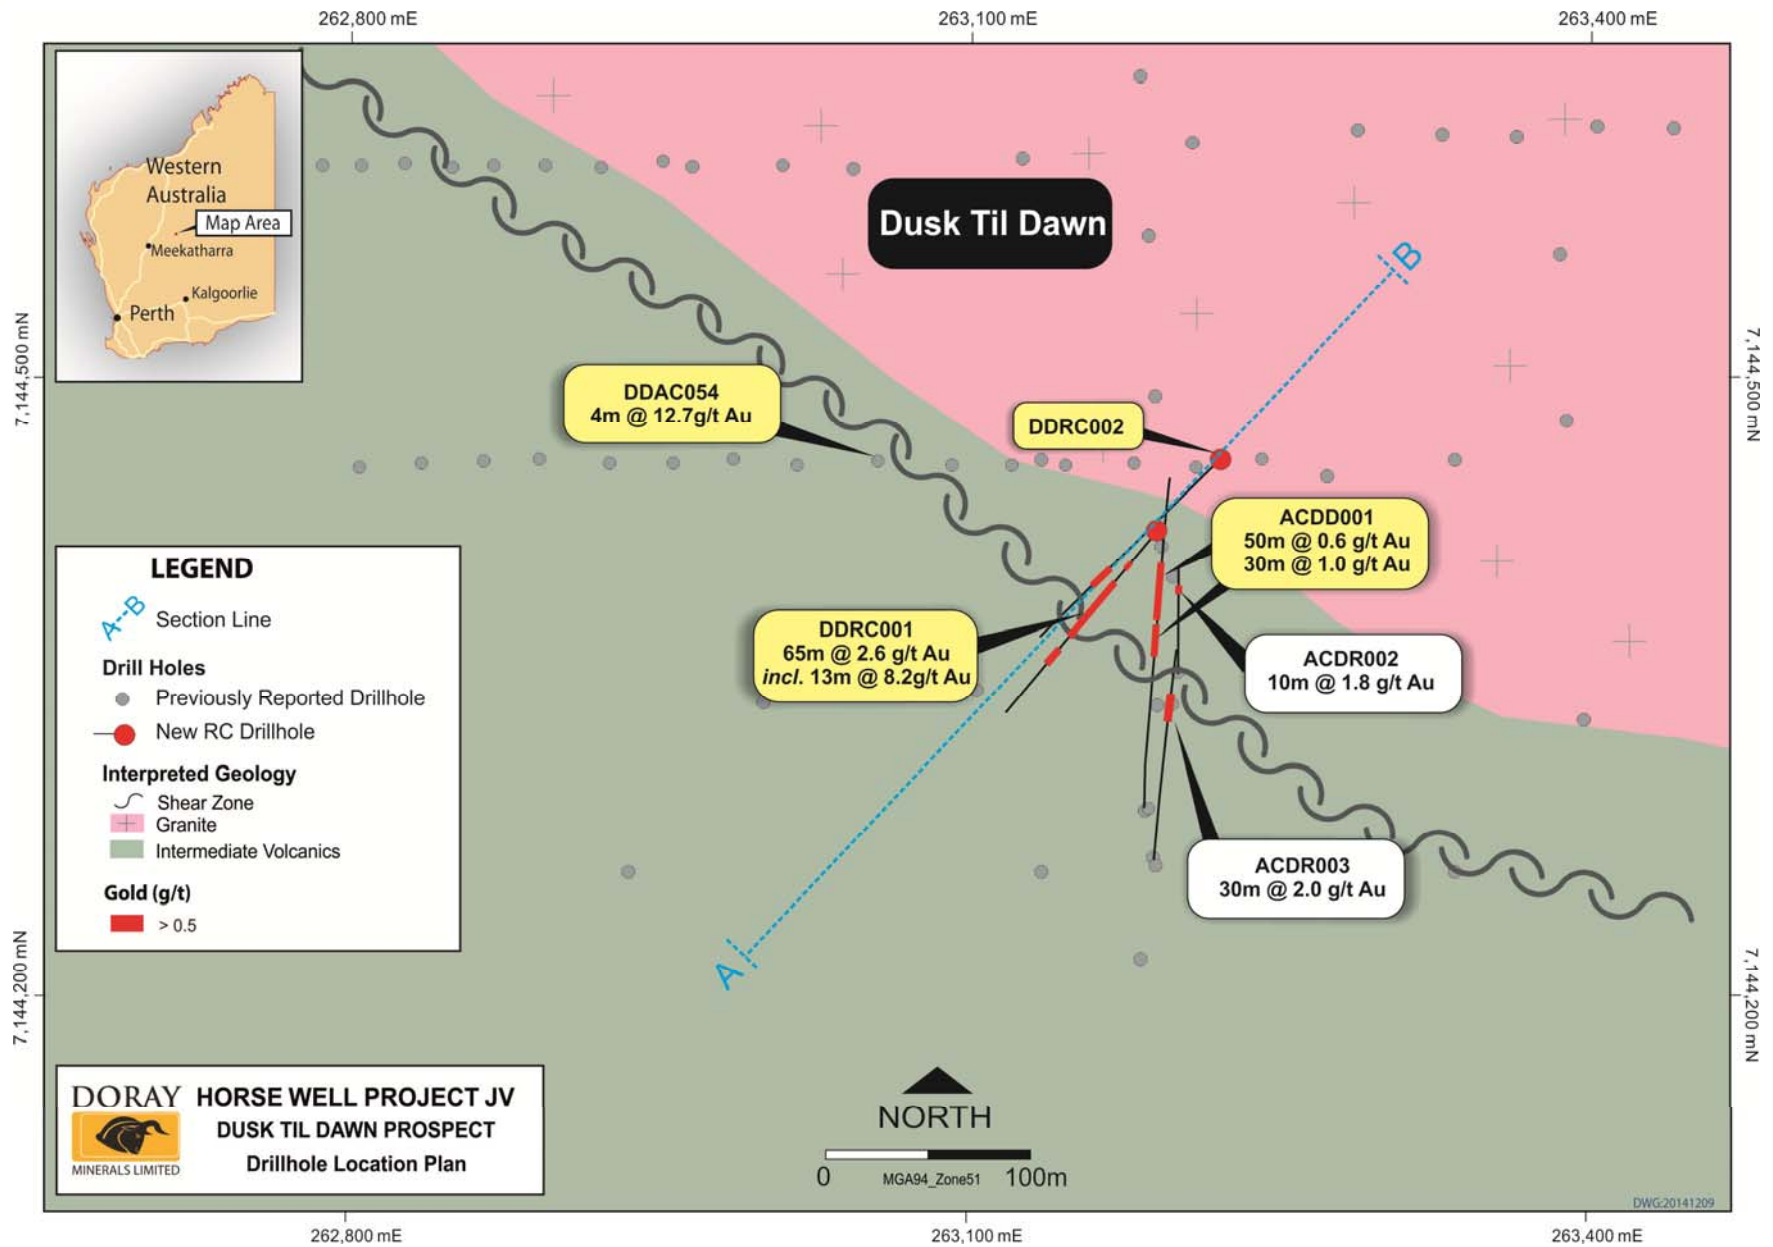 262,800 mE
263,100 mE
263,400 mE
Western
Australia
Map Area
Meekatharra
Kalgoorlie
Perth
Dusk Til Dawn
B
7,144,500 mN
7,144,500 mN
DDAC054
4m @ 12.7g/t Au
DDRC002
ACDD001
50m @ 0.6 g/t Au
30m @ 1.0 g/t Au
DDRC001
65m @ 2.6 g/t Au
incl. 13m @ 8.2g/t Au
ACDR002
10m @ 1.8 g/t Au
ACDR003
30m @ 2.0 g/t Au
A
LEGEND
A B Section Line
Drill Holes
Previously Reported Drillhole
New RC Drillhole
Interpreted Geology
Shear Zone
Granite
Intermediate Volcanics
Gold (g/t)
> 0.5
7,144,200 mN
7,144,200 mN
DORAY
MINERALS LIMITED
HORSE WELL PROJECT JV
DUSK TIL DAWN PROSPECT
Drillhole Location Plan
NORTH
0 MGA94_Zone51 100m
DWG:20141209
262,800 mE
263,100 mE
263,400 mE